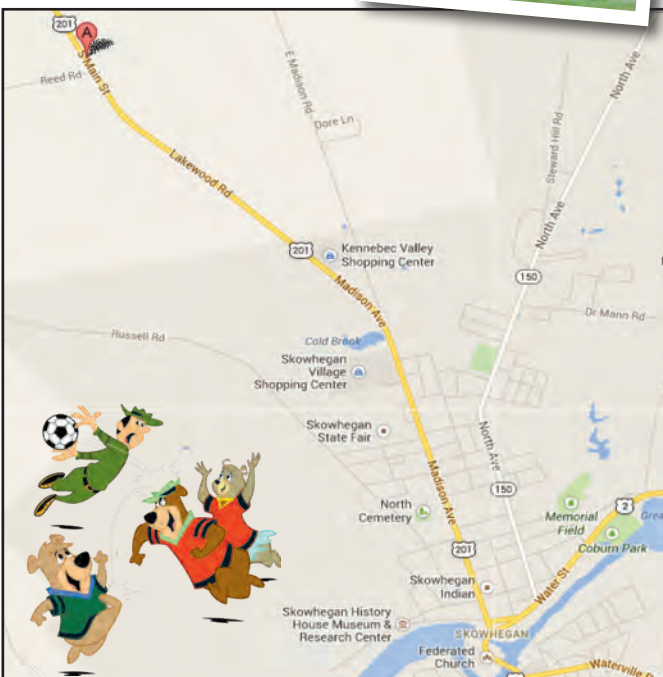 201
A
S Main St
Reed Rd
E Madison Rd
Dore Ln
North Ave
Steward Hill Rd
Lakewood Rd
North Ave
201
Kennebec Valley
Shopping Center
150
Madison Ave
Dr Mann Rd
Russell Rd
Cold Brook
Skowhegan
Village
Shopping Center
Skowhegan
State Fair
North Ave
Madison Ave
150
North
Cemetery
Memorial
Field
2
Coburn Park
201
Skowhegan
Indian
Water St
Skowhegan History
House Museum &
Research Center
SKOWHEGAN
Federated
Church
Waterville